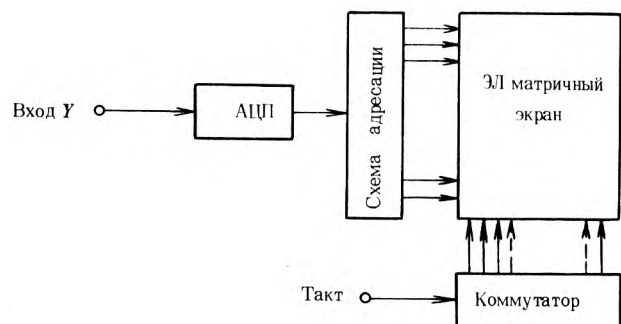 Вход Y
АЦП
Схема адресации
ЭЛ матричный
экран
Такт
Коммутатор